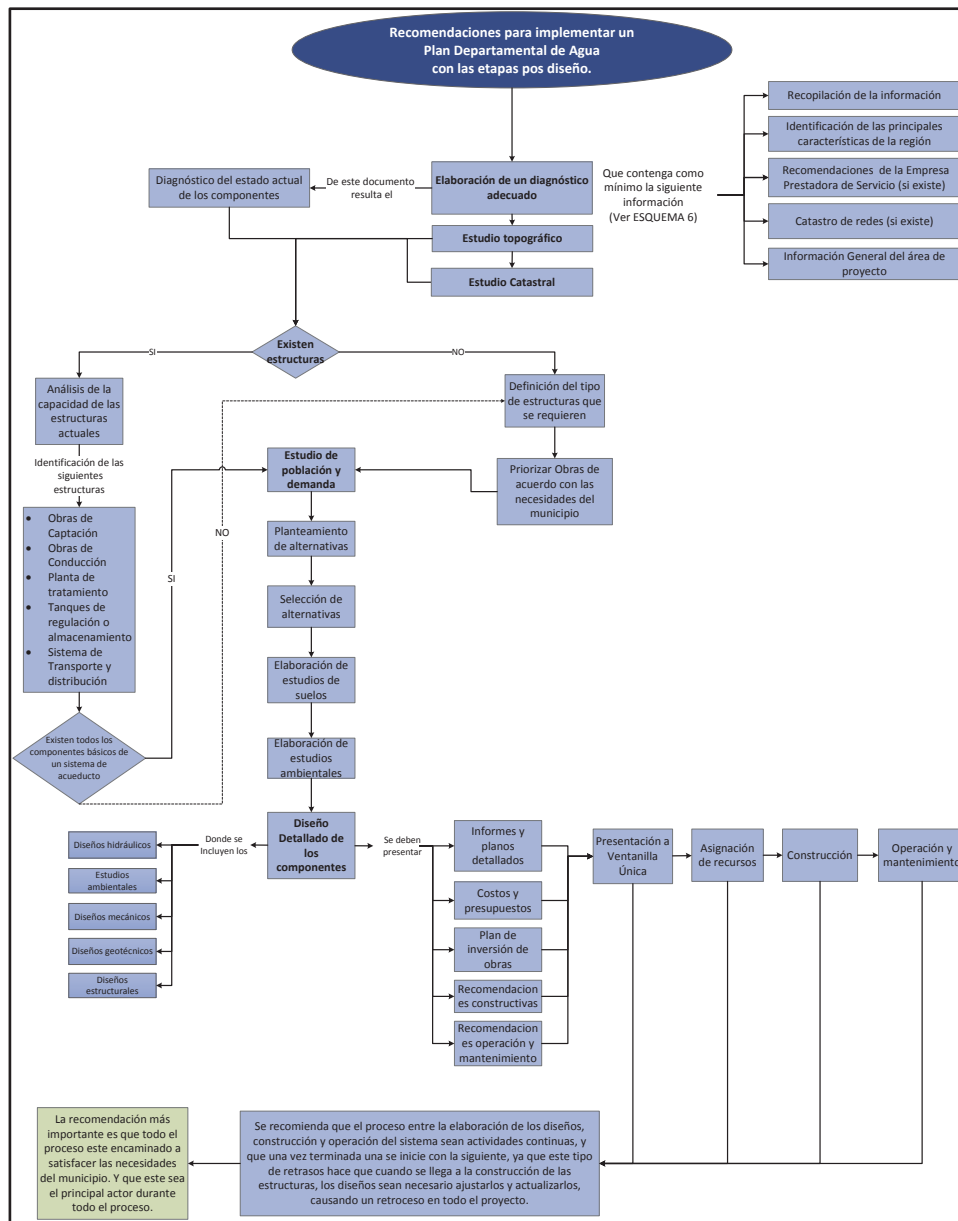 Recomendaciones para implementar un
Plan Departamental de Agua
con las etapas pos diseño.
Recopilación de la información
Identificación de las principales
características de la región
Recomendaciones de la Empresa
Prestadora de Servicio (si existe)
Catastro de redes (si existe)
Información General del área de
proyecto
Que contenga como
mínimo la siguiente
información
(Ver ESQUEMA 6)
Elaboración de un diagnóstico
adecuado
De este documento
resulta el
Diagnóstico del estado actual
de los componentes
Estudio topográfico
Estudio Catastral
Existen
estructuras
SI
NO
Análisis de la
capacidad de las
estructuras
actuales
Definición del tipo
de estructuras que
se requieren
Identificación de las
siguientes
estructuras
Estudio de
población y
demanda
Priorizar Obras de
acuerdo con las
necesidades del
municipio
• Obras de
Captación
• Obras de
Conducción
• Planta de
tratamiento
• Tanques de
regulación o
almacenamiento
• Sistema de
Transporte y
distribución
NO
SI
Planteamiento
de alternativas
Selección de
alternativas
Elaboración de
estudios de
suelos
Existen todos los
componentes básicos de
un sistema de
acueducto
Elaboración de
estudios
ambientales
Diseño
Detallado de
los
componentes
Donde se
Incluyen los
Diseños hidráulicos
Estudios
ambientales
Diseños mecánicos
Diseños geotécnicos
Diseños
estructurales
Se deben
presentar
Informes y
planos
detallados
Costos y
presupuestos
Plan de
inversión de
obras
Recomendacion
es constructivas
Recomendacion
es operación y
mantenimiento
Presentación a
Ventanilla
Única
Asignación
de recursos
Construcción
Operación y
mantenimiento
La recomendación más
importante es que todo el
proceso este encaminado a
satisfacer las necesidades
del municipio. Y que este sea
el principal actor durante
todo el proceso.
Se recomienda que el proceso entre la elaboración de los diseños,
construcción y operación del sistema sean actividades continuas, y
que una vez terminada una se inicie con la siguiente, ya que este tipo
de retrasos hace que cuando se llega a la construcción de las
estructuras, los diseños sean necesario ajustarlos y actualizarlos,
causando un retroceso en todo el proyecto.